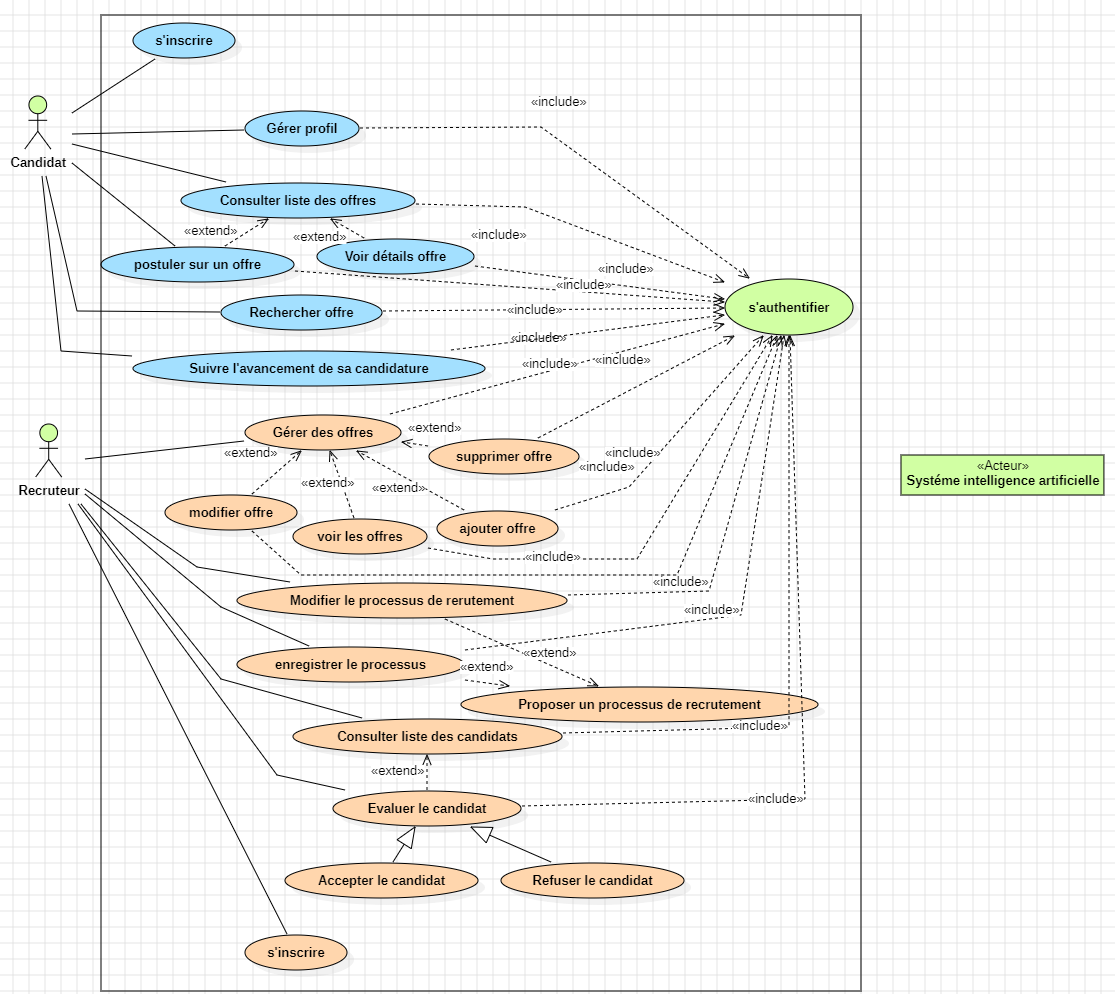 s'inscrire
«include»
Gérer profil
Candidat
Consulter liste des offres
«extend»
«extend»
«include»
Voir détails offre
postuler sur un offre
«include»
«include»
s'authentifier
Rechercher offre
«include»
«include»
Suivre l'avancement de sa candidature
«include»
«include»
Gérer des offres
«extend»
Recruteur
«extend»
supprimer offre
«include»
«include»
«Acteur»
Systéme intelligence artificielle
«extend»
«extend»
modifier offre
voir les offres
ajouter offre
«include»
«include»
Modifier le processus de rerutement
«include»
«extend»
enregistrer le processus
«extend»
Proposer un processus de recrutement
«include»
Consulter liste des candidats
«extend»
«include»
Evaluer le candidat
Accepter le candidat
Refuser le candidat
s'inscrire